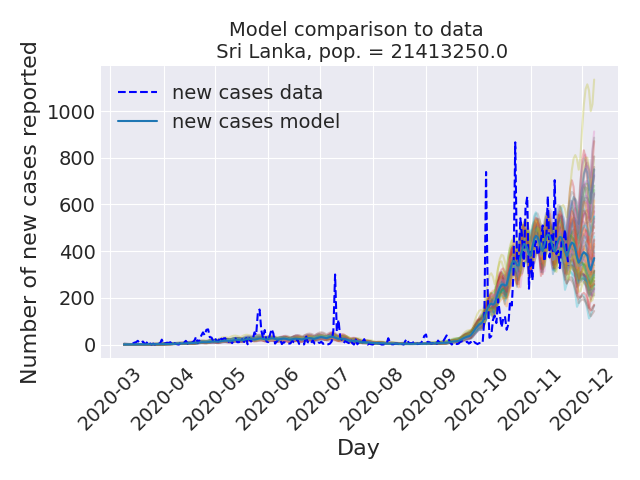 Model comparison to data
Sri Lanka, pop. = 21413250.0
Number of new cases reported
1000
800
600
400
200
0
new cases data
new cases model
2020-03
2020-04
2020-05
2020-06
2020-07
2020-08
2020-09
2020-10
2020-11
2020-12
Day